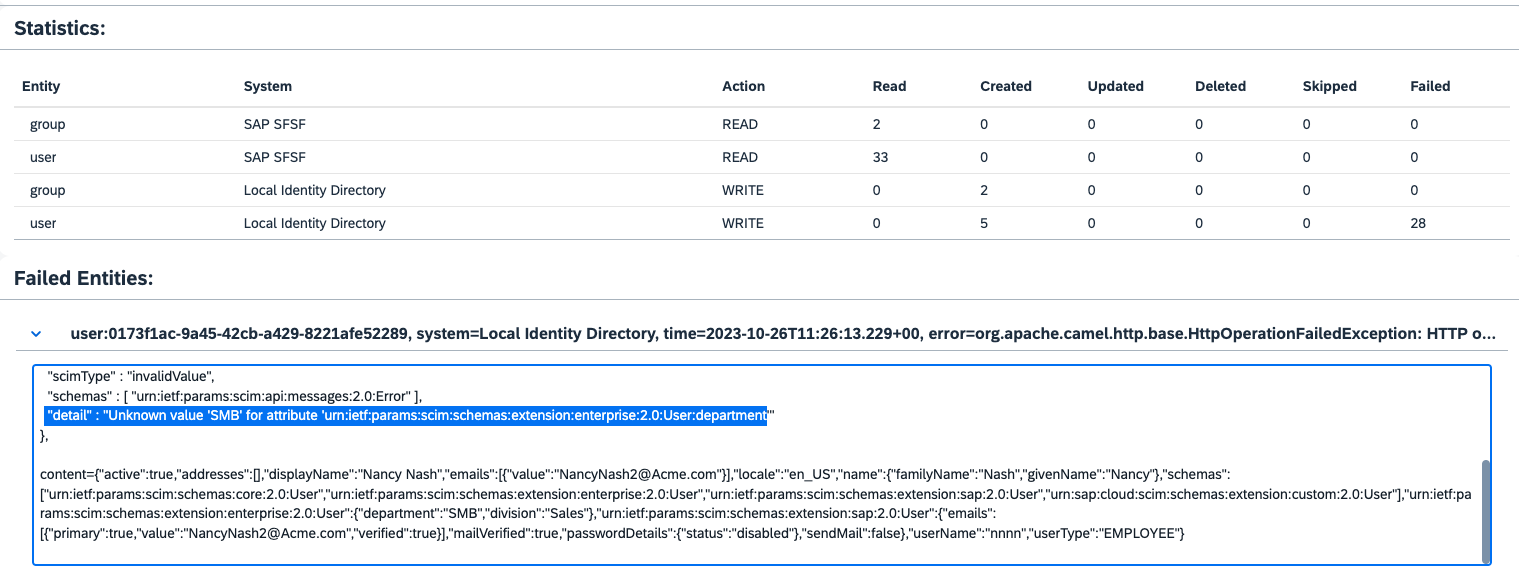 Statistics:
Entity System Action Read Created Updated Deleted Skipped Failed
group SAP SFSF READ 2 0 0 0 0 0
user SAP SFSF READ 33 0 0 0 0 0
group Local Identity Directory WRITE 0 2 0 0 0 0
user Local Identity Directory WRITE 0 5 0 0 0 28
Failed Entities:
user:0173f1ac-9a45-42cb-a429-8221afe52289, system=Local Identity Directory, time=2023-10-26T11:26:13.229+00, error=org.apache.camel.http.base.HttpOperationFailedException: HTTP o...
"scimType" : "invalidValue",
"schemas" : [ "urn:ietf:params:scim:api:messages:2.0:Error" ],
"detail" : "Unknown value 'SMB' for attribute 'urn:ietf:params:scim:schemas:extension:enterprise:2.0:User:department'"
},
content={"active":true,"addresses":[],"displayName":"Nancy Nash","emails":[{"value":"NancyNash2@Acme.com"}],"locale":"en_US","name":{"familyName":"Nash","givenName":"Nancy"},"schemas":
["urn:ietf:params:scim:schemas:core:2.0:User","urn:ietf:params:scim:schemas:extension:enterprise:2.0:User","urn:ietf:params:scim:schemas:extension:sap:2.0:User","urn:sap:cloud:scim:schemas:extension:custom:2.0:User"],"urn:ietf:pa
rams:scim:schemas:extension:enterprise:2.0:User":{"department":"SMB","division":"Sales"},"urn:ietf:params:scim:schemas:extension:sap:2.0:User":{"emails":
[{"primary":true,"value":"NancyNash2@Acme.com","verified":true}],"mailVerified":true,"passwordDetails":{"status":"disabled"},"sendMail":false},"userName":"nnnn","userType":"EMPLOYEE"}